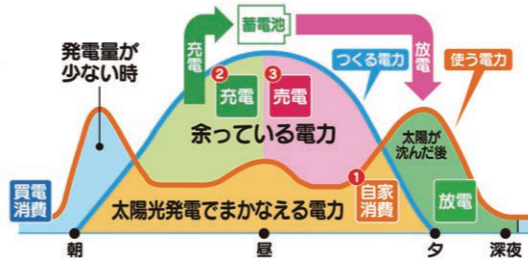 蓄電池
充電
放電
発電量が
少ない時
つくる電力
使う電力
2
充電
3
売電
余っている電力
太陽が
沈んだ後
買電
消費
太陽光発電でまかなえる電力
1
自家
消費
放電
朝
昼
夕
深夜